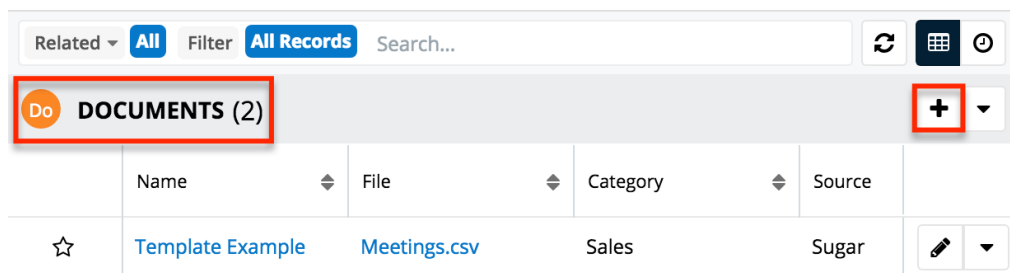 Related All Filter All Records Search...
Do DOCUMENTS (2)
Name File Category Source
Template Example Meetings.csv Sales Sugar